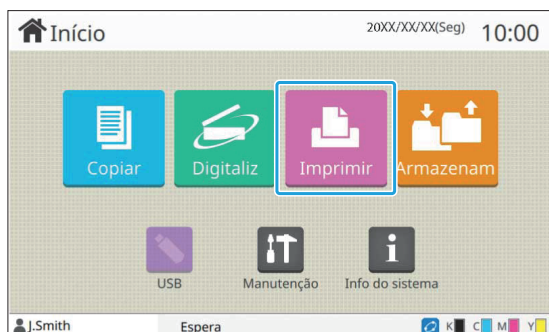 Início 20XX/XX/XX(Seg) 10:00
Copiar Digitaliz Imprimir Armazenam
USB Manutenção Info do sistema
J.Smith Espera K C M Y